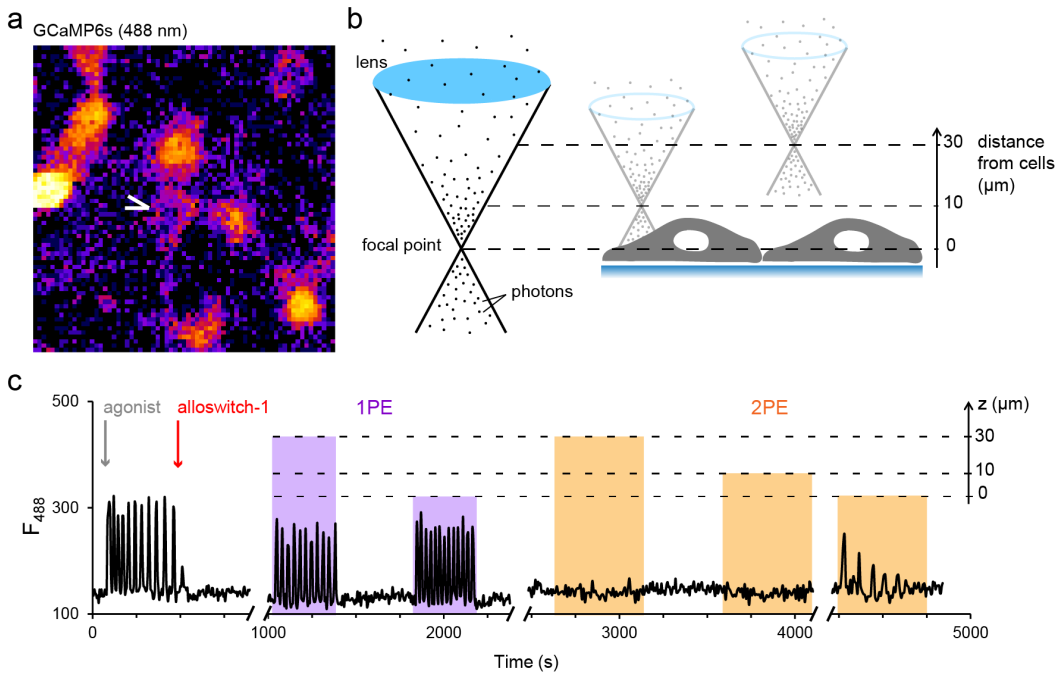 a
GCaMP6s (488 nm)
b
lens
focal point
photons
30
10
0
distance
from cells
(μm)
c
500
300
100
F488
agonist
alloswitch-1
1PE
2PE
z (μm)
30
10
0
0
1000
2000
3000
4000
5000
Time (s)